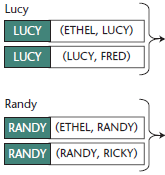 Lucy
LUCY (ETHEL, LUCY)
LUCY (LUCY, FRED)
Randy
RANDY (ETHEL, RANDY)
RANDY (RANDY, RICKY)